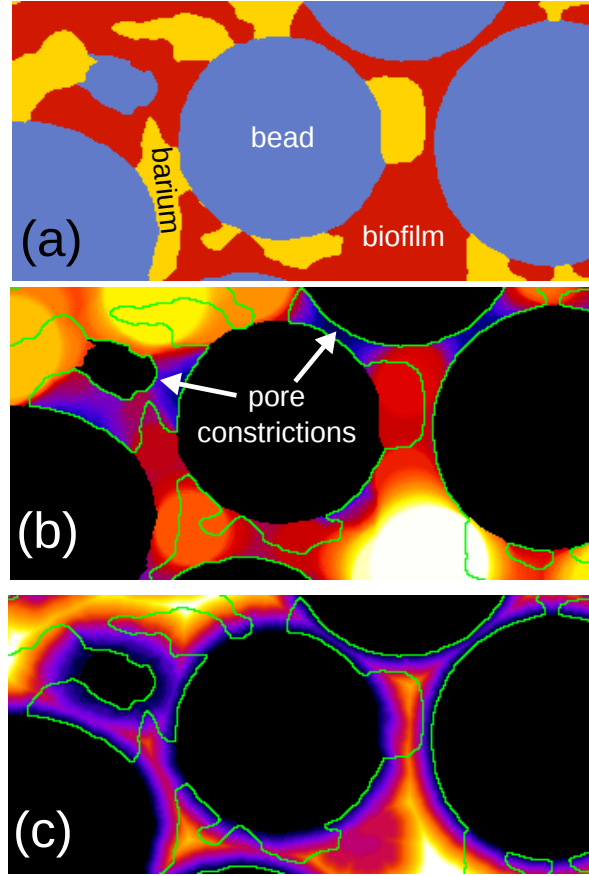 bead
barium
biofilm
(a)
pore
constrictions
(b)
(c)